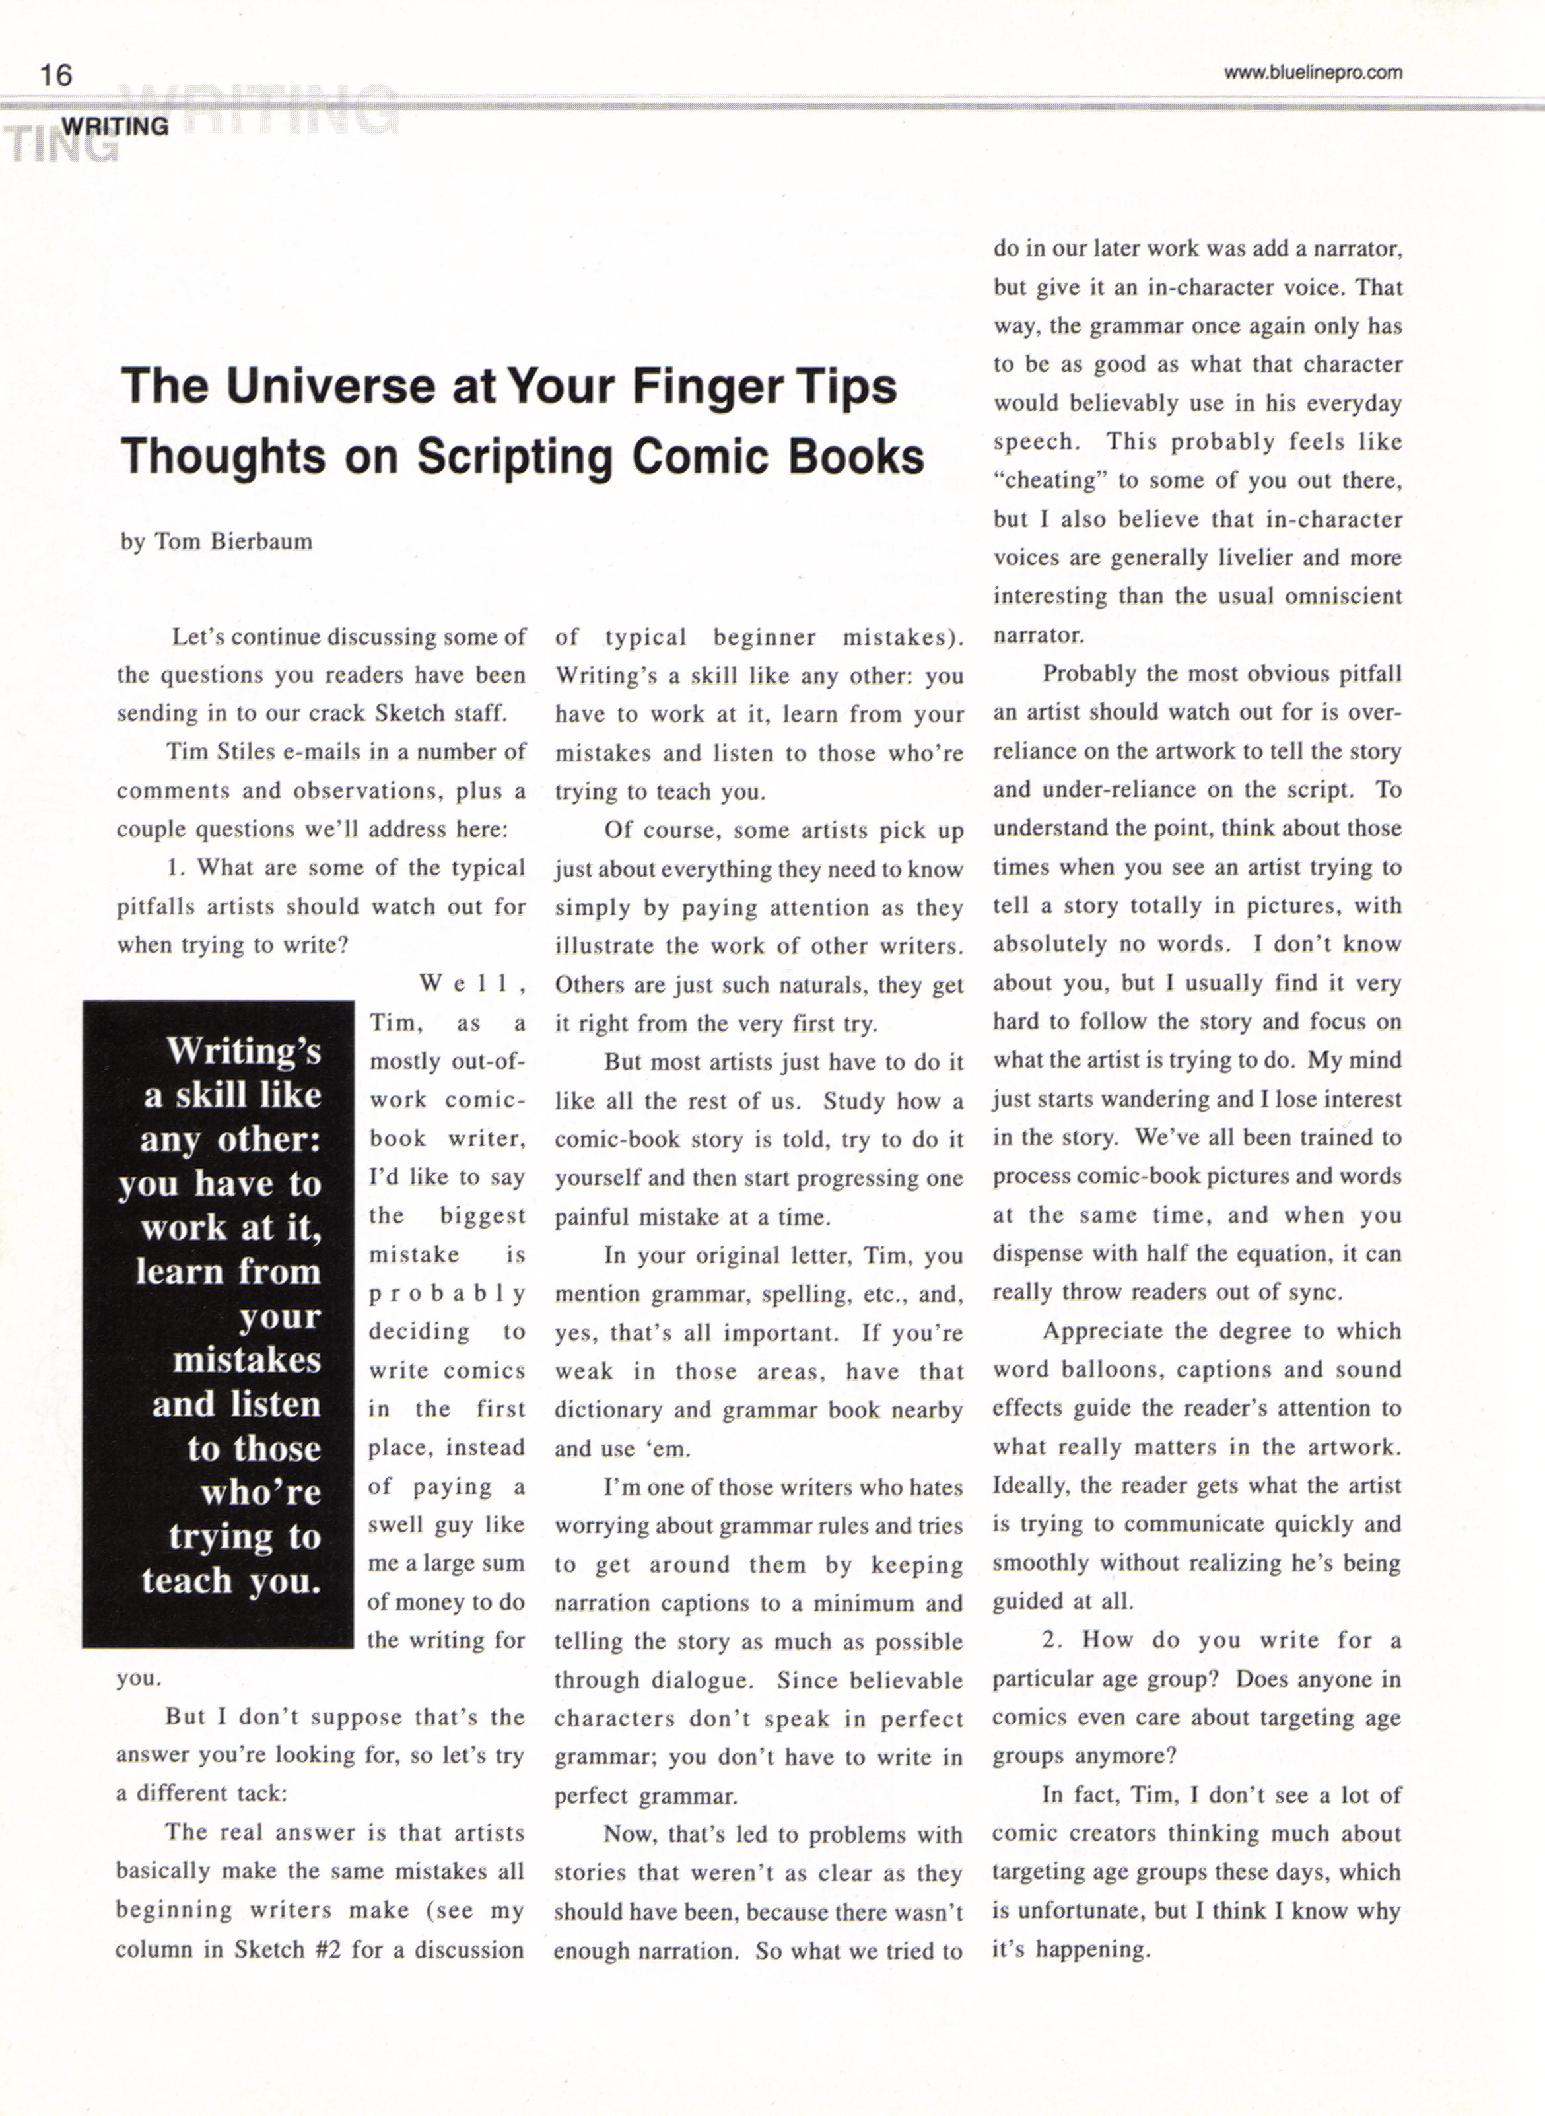 16
www.bluelinepro.com
WRITING
WRITING
TING
The Universe at Your Finger Tips
Thoughts on Scripting Comic Books
by Tom Bierbaum
Let's continue discussing some of
the questions you readers have been
sending in to our crack Sketch staff.
Tim Stiles e-mails in a number of
comments and observations, plus a
couple questions we'll address here:
1. What are some of the typical
pitfalls artists should watch out for
when trying to write?
Well,
Tim, as a
mostly out-of-
work comic-
book writer,
I'd like to say
the biggest
mistake is
probably
deciding to
write comics
in the first
place, instead
of paying a
swell guy like
me a large sum
of money to do
the writing for
you.
But I don't suppose that's the
answer you're looking for, so let's try
a different tack:
The real answer is that artists
basically make the same mistakes all
beginning writers make (see my
column in Sketch #2 for a discussion
Writing's
a skill like
any other:
you have to
work at it,
learn from
your
mistakes
and listen
to those
who're
trying to
teach you.
of typical beginner mistakes).
Writing's a skill like any other: you
have to work at it, learn from your
mistakes and listen to those who're
trying to teach you.
Of course, some artists pick up
just about everything they need to know
simply by paying attention as they
illustrate the work of other writers.
Others are just such naturals, they get
it right from the very first try.
But most artists just have to do it
like all the rest of us. Study how a
comic-book story is told, try to do it
yourself and then start progressing one
painful mistake at a time.
In your original letter, Tim, you
mention grammar, spelling, etc., and,
yes, that's all important. If you're
weak in those areas, have that
dictionary and grammar book nearby
and use 'em.
I'm one of those writers who hates
worrying about grammar rules and tries
to get around them by keeping
narration captions to a minimum and
telling the story as much as possible
through dialogue. Since believable
characters don't speak in perfect
grammar; you don't have to write in
perfect grammar.
Now, that's led to problems with
stories that weren't as clear as they
should have been, because there wasn't
enough narration. So what we tried to
do in our later work was add a narrator,
but give it an in-character voice. That
way, the grammar once again only has
to be as good as what that character
would believably use in his everyday
speech. This probably feels like
“cheating” to some of you out there,
but I also believe that in-character
voices are generally livelier and more
interesting than the usual omniscient
narrator.
Probably the most obvious pitfall
an artist should watch out for is over-
reliance on the artwork to tell the story
and under-reliance on the script. To
understand the point, think about those
times when you see an artist trying to
tell a story totally in pictures, with
absolutely no words. I don't know
about you, but I usually find it very
hard to follow the story and focus on
what the artist is trying to do. My mind
just starts wandering and I lose interest
in the story. We've all been trained to
process comic-book pictures and words
at the same time, and when you
dispense with half the equation, it can
really throw readers out of sync.
Appreciate the degree to which
word balloons, captions and sound
effects guide the reader's attention to
what really matters in the artwork.
Ideally, the reader gets what the artist
is trying to communicate quickly and
smoothly without realizing he's being
guided at all.
2. How do you write for a
particular age group? Does anyone in
comics even care about targeting age
groups anymore?
In fact, Tim, I don't see a lot of
comic creators thinking much about
targeting age groups these days, which
is unfortunate, but I think I know why
it's happening.